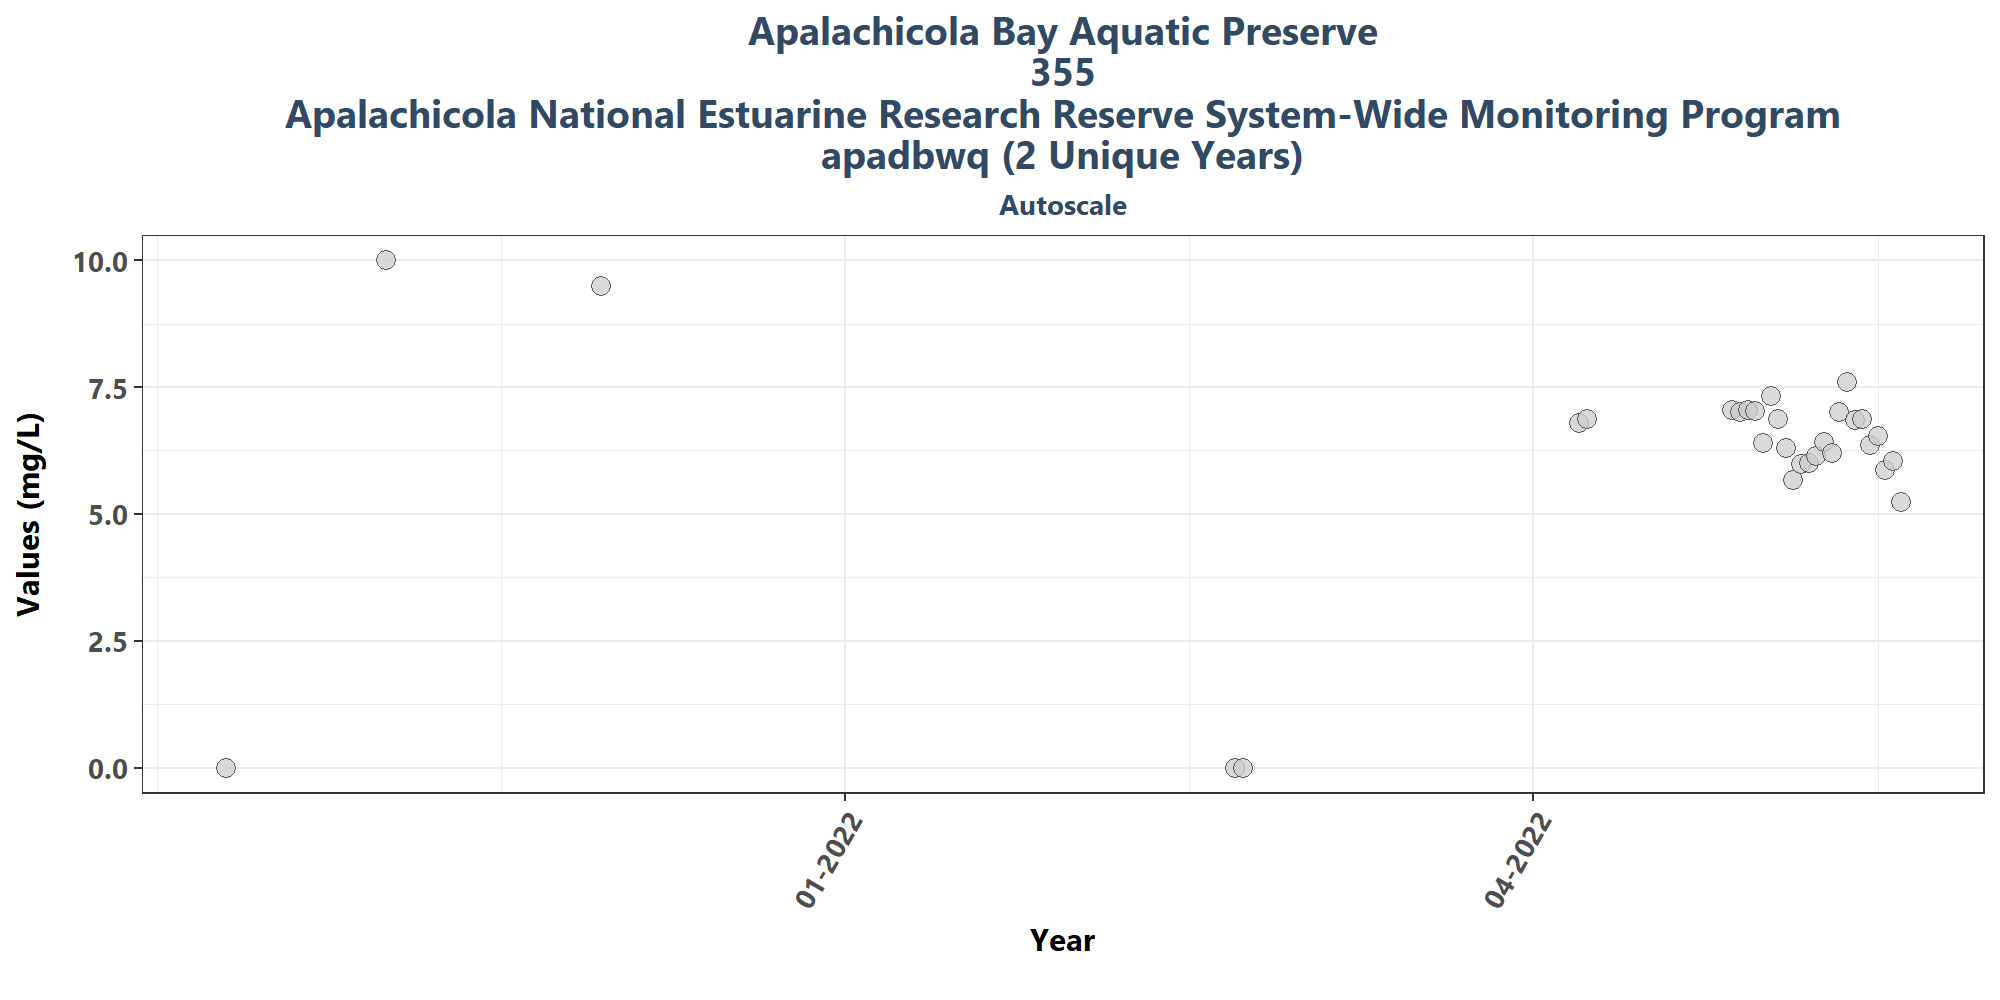 Apalachicola Bay Aquatic Preserve
355
Apalachicola National Estuarine Research Reserve System-Wide Monitoring Program
apadbwq (2 Unique Years)
Autoscale
10.0
7.5
5.0
2.5
0.0
Values (mg/L)
01-2022
04-2022
Year